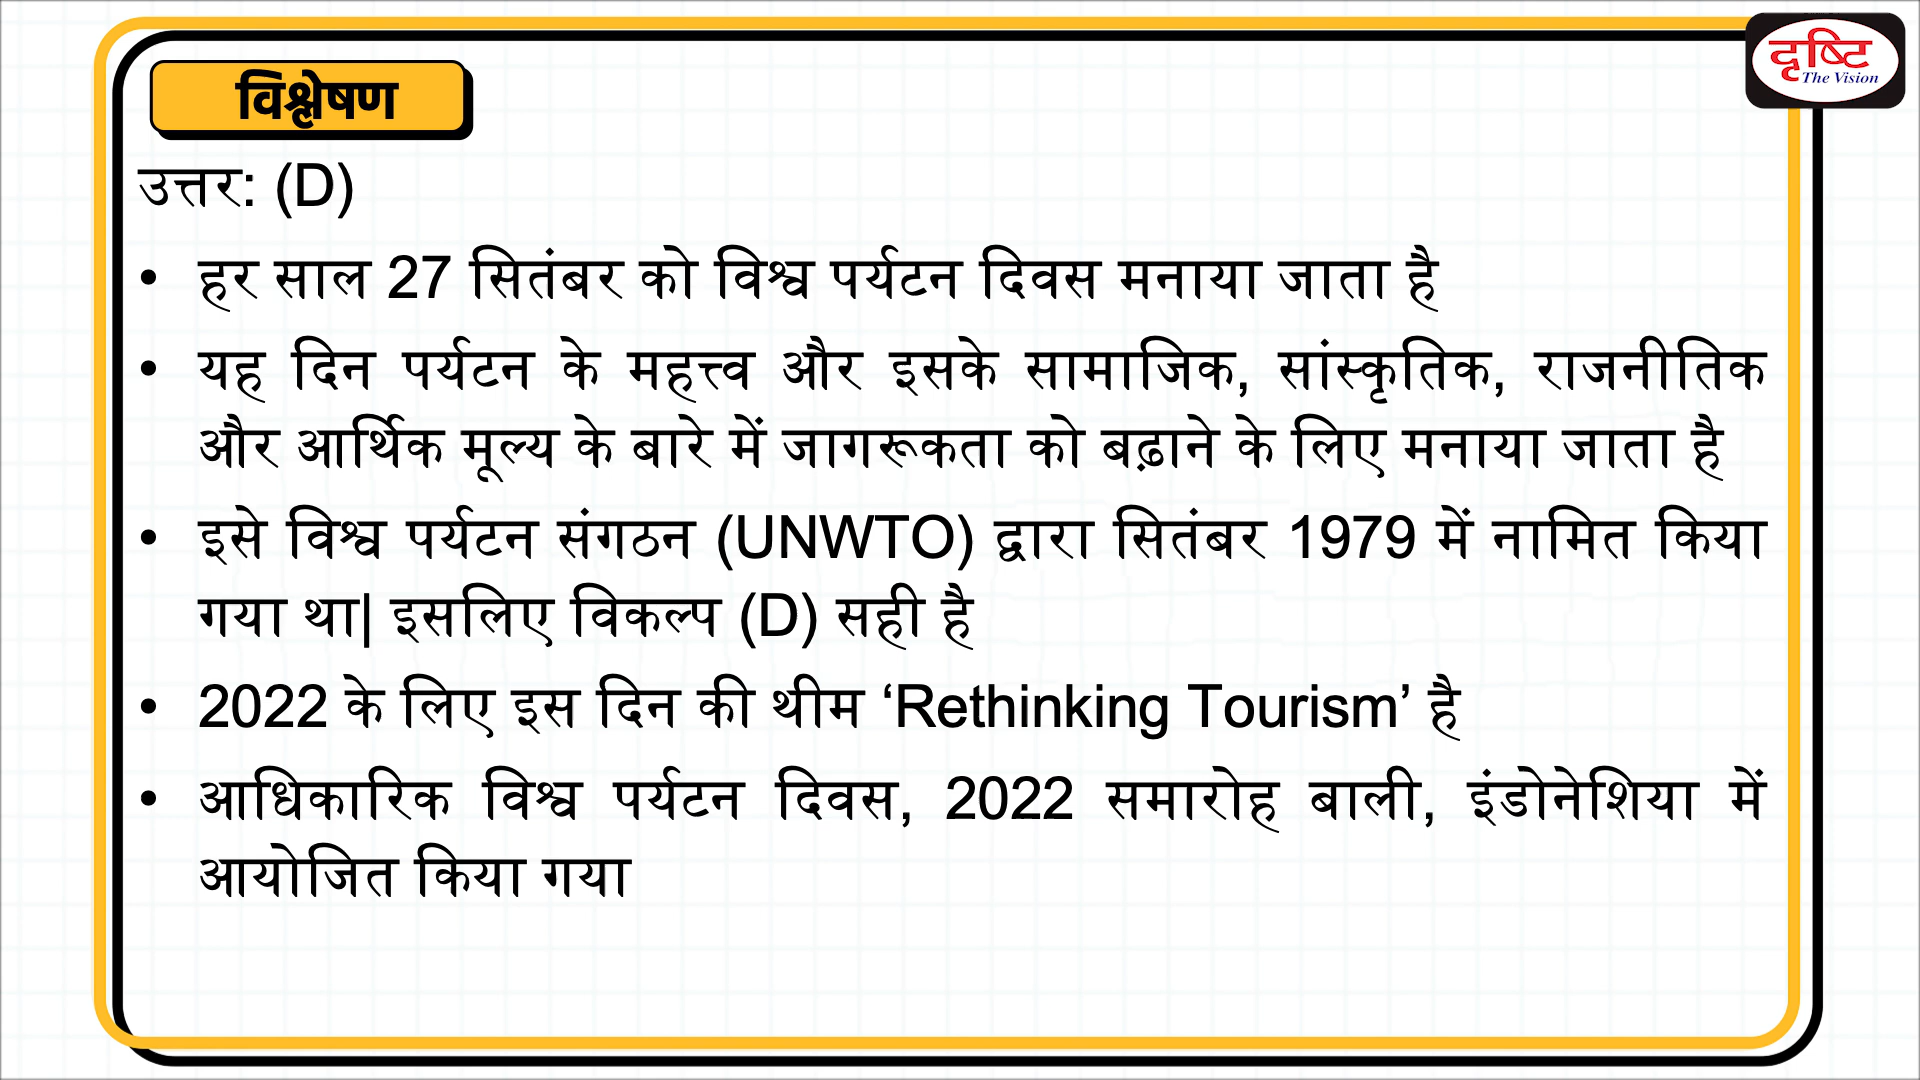 दृष्टि
The Vision
विश्लेषण
उत्तर: (D)
• हर साल 27 सितंबर को विश्व पर्यटन दिवस मनाया जाता है
• यह दिन पर्यटन के महत्त्व और इसके सामाजिक, सांस्कृतिक, राजनीतिक
और आर्थिक मूल्य के बारे में जागरूकता को बढ़ाने के लिए मनाया जाता है
• इसे विश्व पर्यटन संगठन (UNWTO) द्वारा सितंबर 1979 में नामित किया
गया था| इसलिए विकल्प (D) सही है
• 2022 के लिए इस दिन की थीम ‘Rethinking Tourism’ है
• आधिकारिक विश्व पर्यटन दिवस, 2022 समारोह बाली, इंडोनेशिया में
आयोजित किया गया